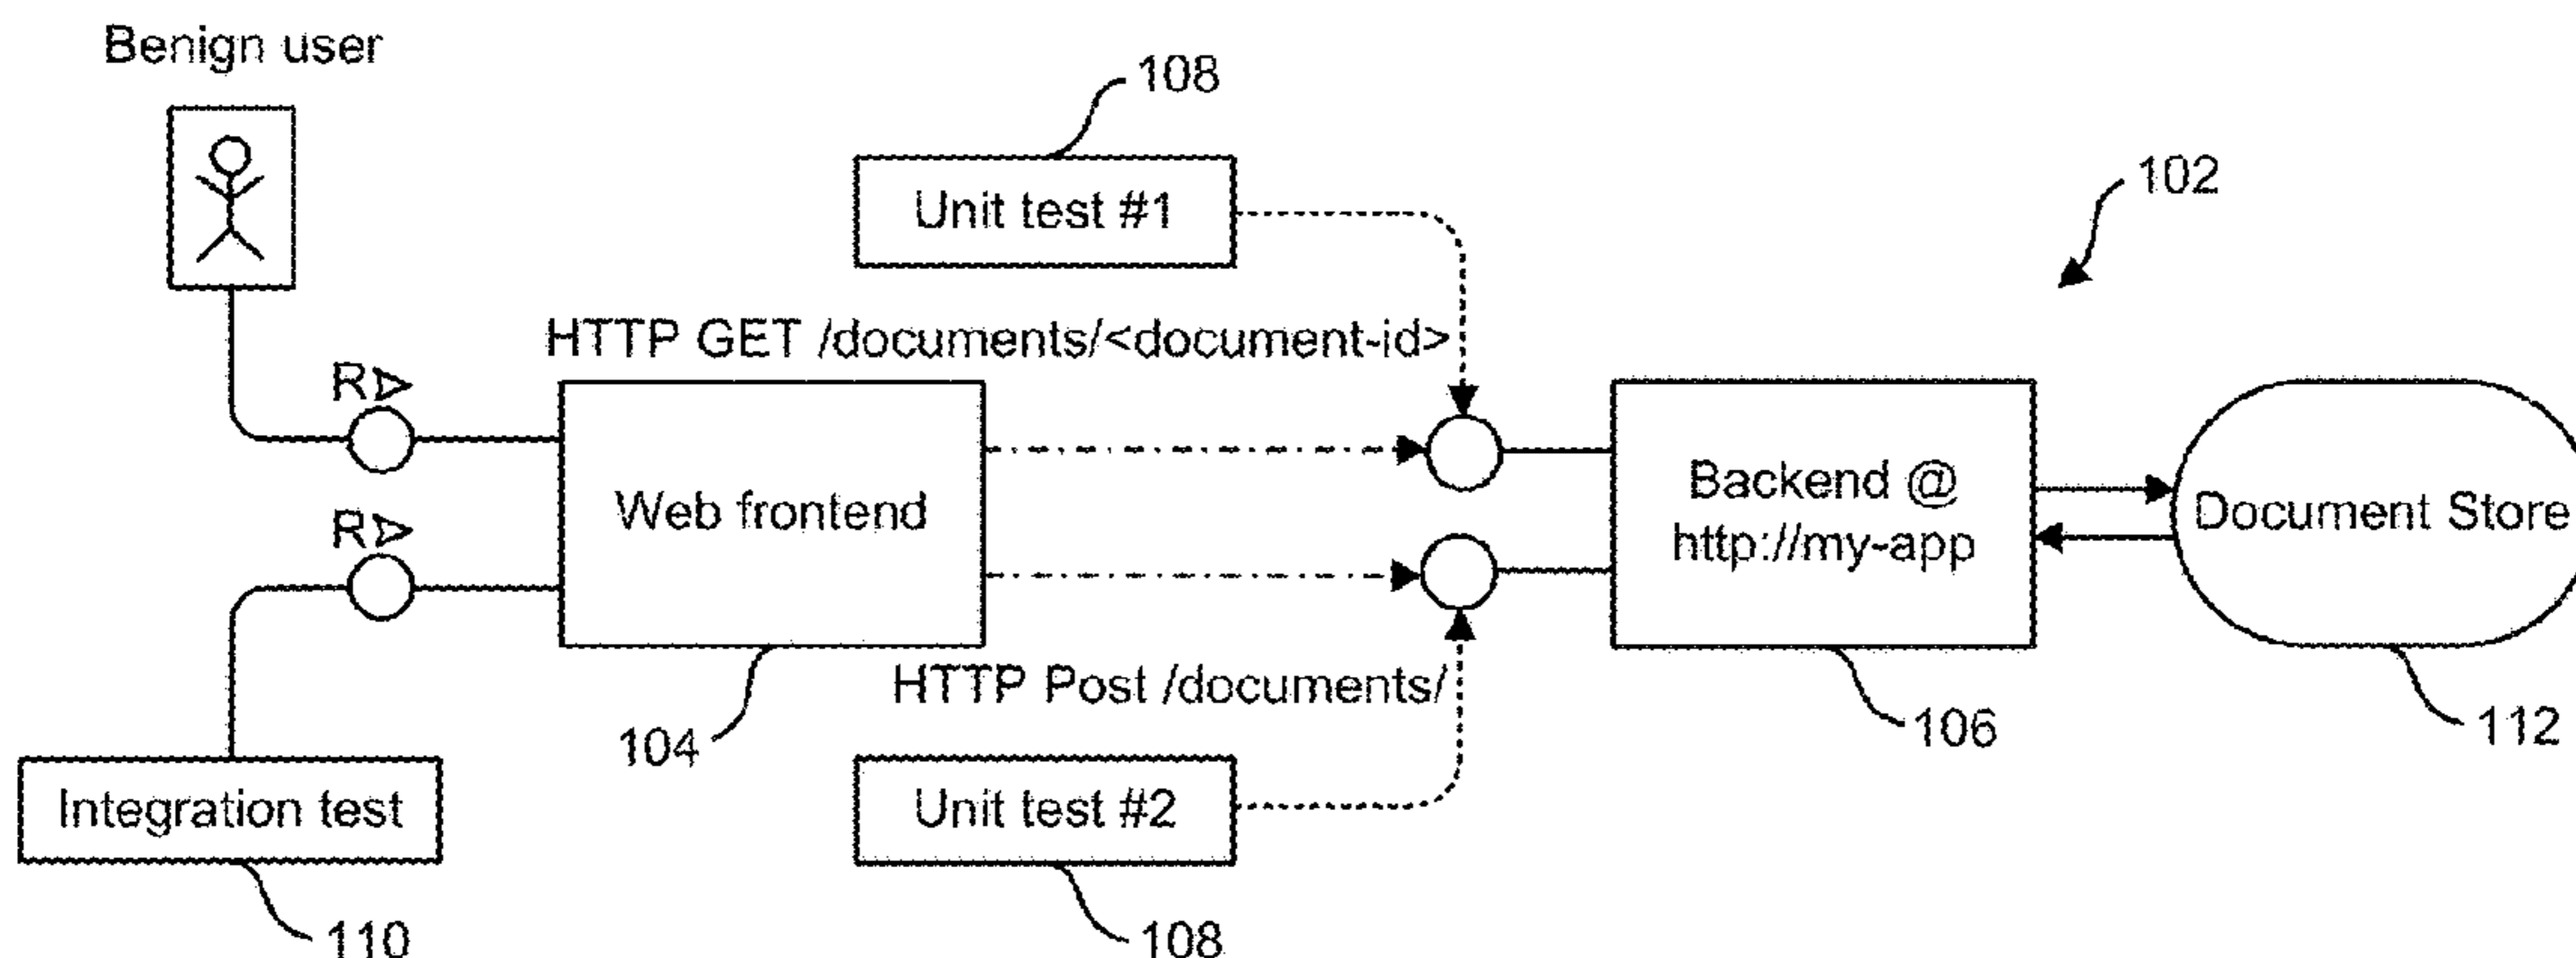 Benign user
108
Unit test #1
102
HTTP GET /documents/<document-id>
R
Web frontend
Backend @
http://my-app
Document Store
R
HTTP Post /documents/
104
106
112
Integration test
Unit test #2
110
108